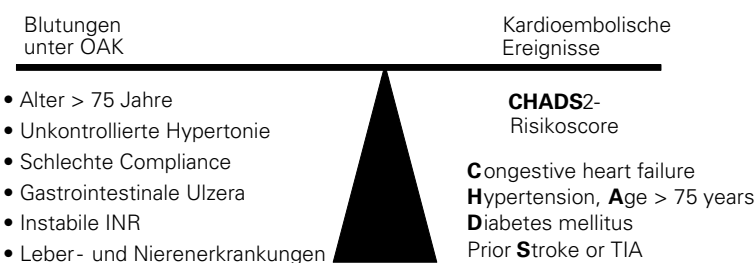 Blutungen
unter OAK
Kardioembolische
Ereignisse
• Alter > 75 Jahre
• Unkontrollierte Hypertonie
• Schlechte Compliance
• Gastrointestinale Ulzera
• Instabile INR
• Leber- und Nierenerkrankungen
CHADS2-
Risikoscore
Congestive heart failure
Hypertension, Age > 75 years
Diabetes mellitus
Prior Stroke or TIA